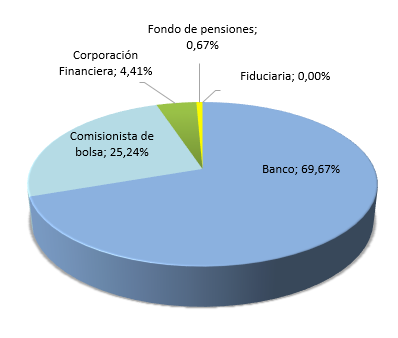 Fondo de pensiones;
0,67%
Corporación
Financiera; 4,41%
Fiduciaria; 0,00%
Comisionista de
bolsa; 25,24%
Banco; 69,67%